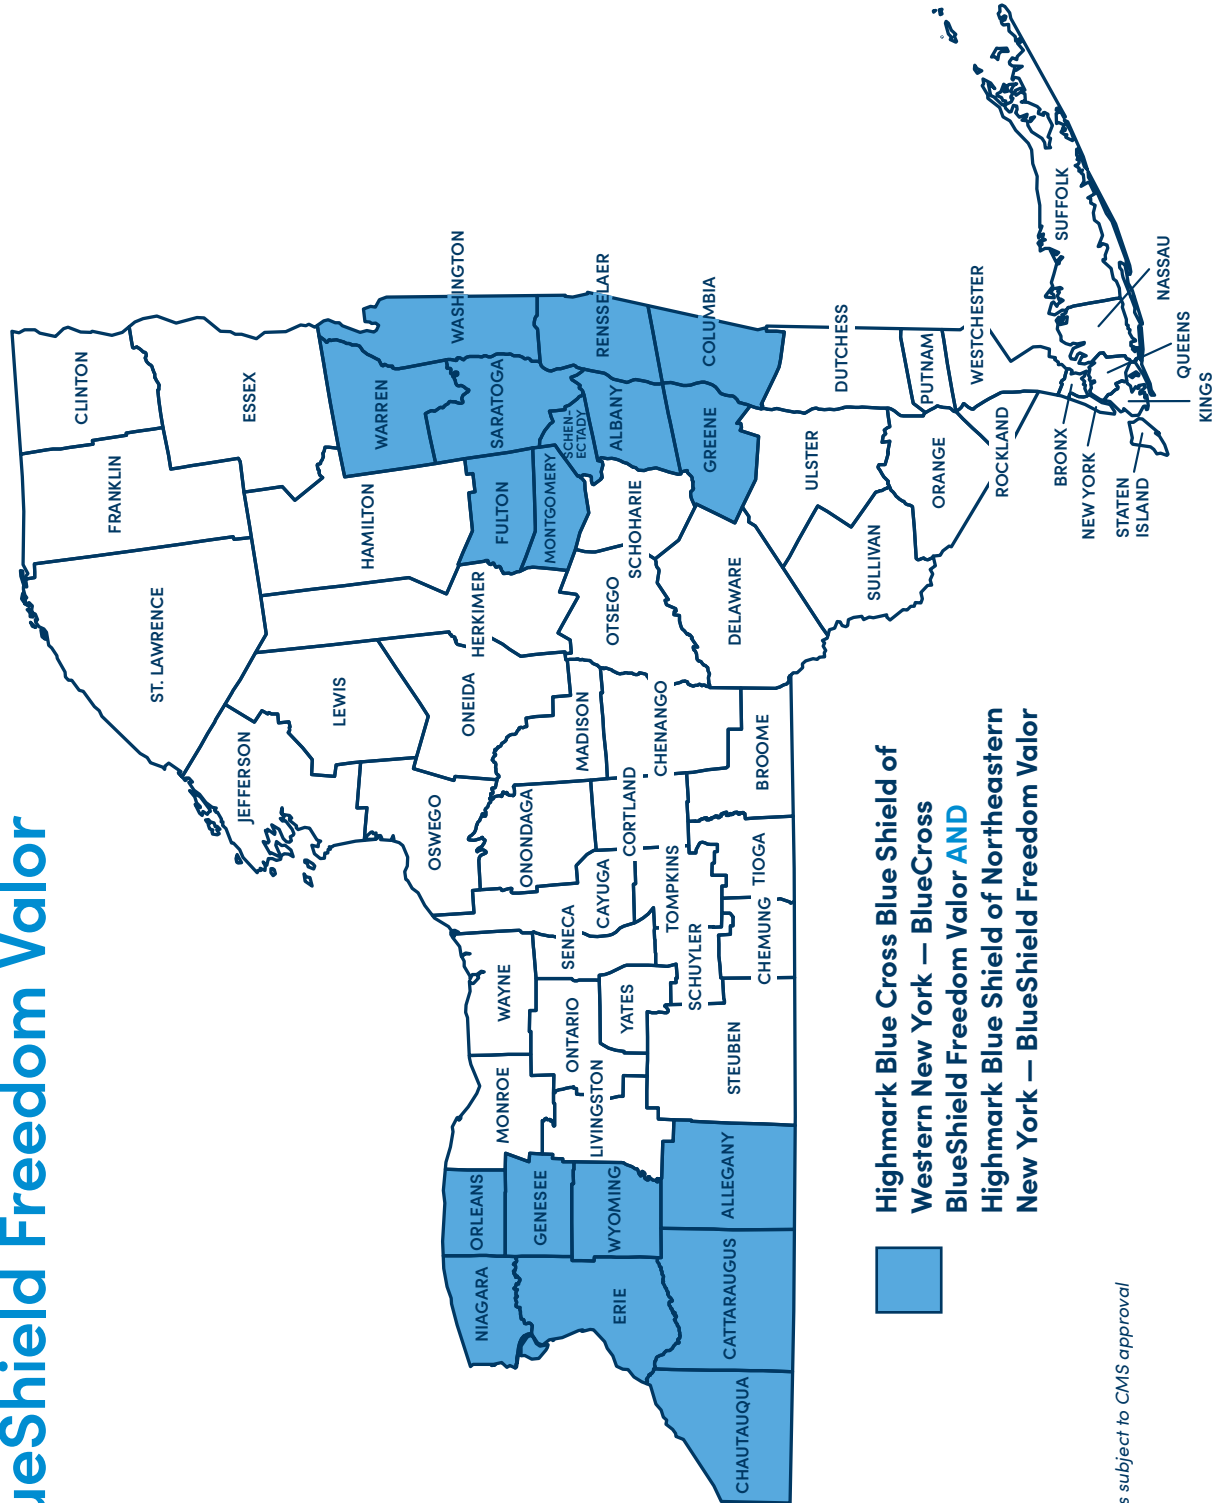 ueShield Freedom Valor
CLINTON
FRANKLIN
ESSEX
ST. LAWRENCE
JEFFERSON
LEWIS
HAMILTON
HERKIMER
WARREN
WASHINGTON
SARATOGA
FULTON
MONTGOMERY
SCHEN-
ECTADY
RENSSELAER
ALBANY
SCHOHARIE
OTSEGO
ONEIDA
OSWEGO
MADISON
ONONDAGA
CAYUGA
SENECA
WAYNE
MONROE
ORLEANS
NIAGARA
GENESEE
ERIE
WYOMING
LIVINGSTON
ONTARIO
YATES
CORTLAND
CHENANGO
TOMPKINS
SCHUYLER
COLUMBIA
GREENE
DELAWARE
BROOME
TIOGA
CHEMUNG
STEUBEN
ALLEGANY
CATTARAUGUS
CHAUTAUQUA
DUTCHESS
ULSTER
SULLIVAN
ORANGE
PUTNAM
WESTCHESTER
ROCKLAND
SUFFOLK
NASSAU
QUEENS
KINGS
BRONX
NEW YORK
STATEN
ISLAND
Highmark Blue Cross Blue Shield of
Western New York — BlueCross
BlueShield Freedom Valor AND
Highmark Blue Shield of Northeastern
New York — BlueShield Freedom Valor
s subject to CMS approval